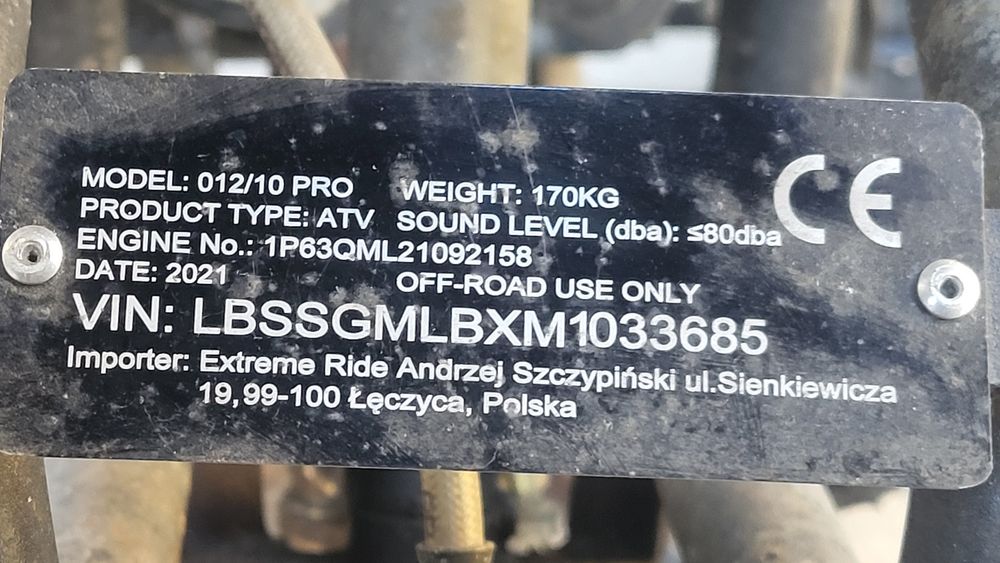 MODEL: 012/10 PRO WEIGHT: 170KG
PRODUCT TYPE: ATV SOUND LEVEL (dba): ≤80dba
ENGINE No.: 1P63QML21092158
DATE: 2021 OFF-ROAD USE ONLY
VIN: LBSSGMLBXM1033685
Importer: Extreme Ride Andrzej Szczypiński ul.Sienkiewicza
19,99-100 Łęczyca, Polska
CE